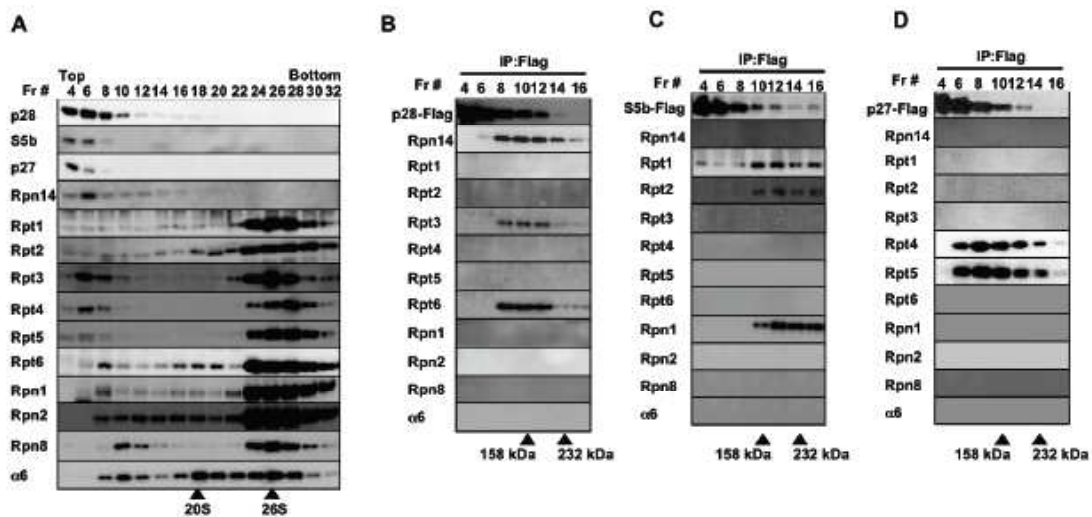 A
Top Bottom
Fr # 4 6 8 10 12 14 16 18 20 22 24 26 28 30 32
p28
S5b
p27
Rpn14
Rpt1
Rpt2
Rpt3
Rpt4
Rpt5
Rpt6
Rpn1
Rpn2
Rpn8
α6
20S 26S
B
IP:Flag
Fr # 4 6 8 10 12 14 16
p28-Flag
Rpn14
Rpt1
Rpt2
Rpt3
Rpt4
Rpt5
Rpt6
Rpn1
Rpn2
Rpn8
α6
158 kDa 232 kDa
C
IP:Flag
Fr # 4 6 8 10 12 14 16
S5b-Flag
Rpn14
Rpt1
Rpt2
Rpt3
Rpt4
Rpt5
Rpt6
Rpn1
Rpn2
Rpn8
α6
158 kDa 232 kDa
D
IP:Flag
Fr # 4 6 8 10 12 14 16
p27-Flag
Rpn14
Rpt1
Rpt2
Rpt3
Rpt4
Rpt5
Rpt6
Rpn1
Rpn2
Rpn8
α6
158 kDa 232 kDa